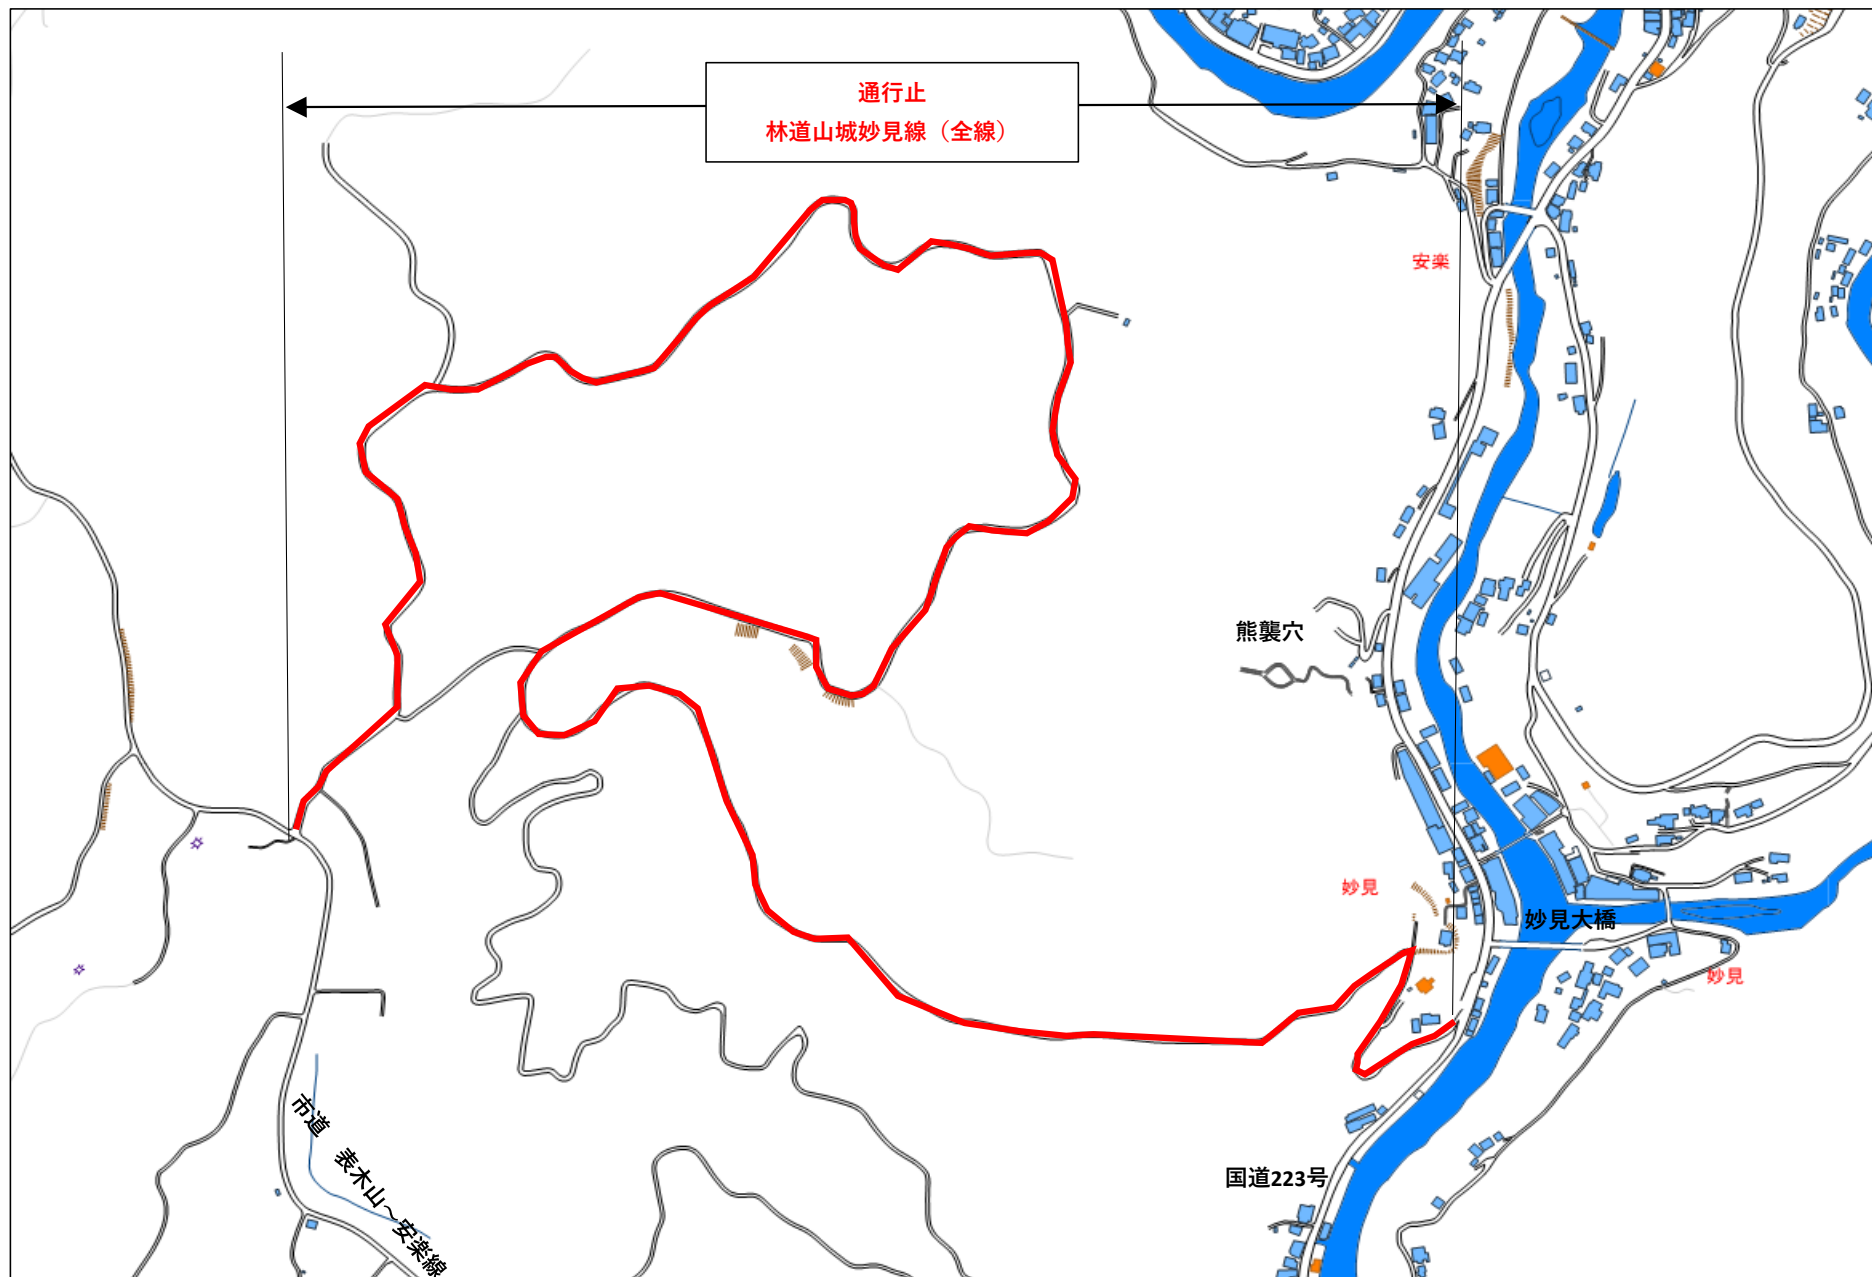 通行止
林道山城妙見線（全線）
安楽
熊襲穴
妙見
妙見大橋
妙見
市道　表木山～安楽線
国道223号